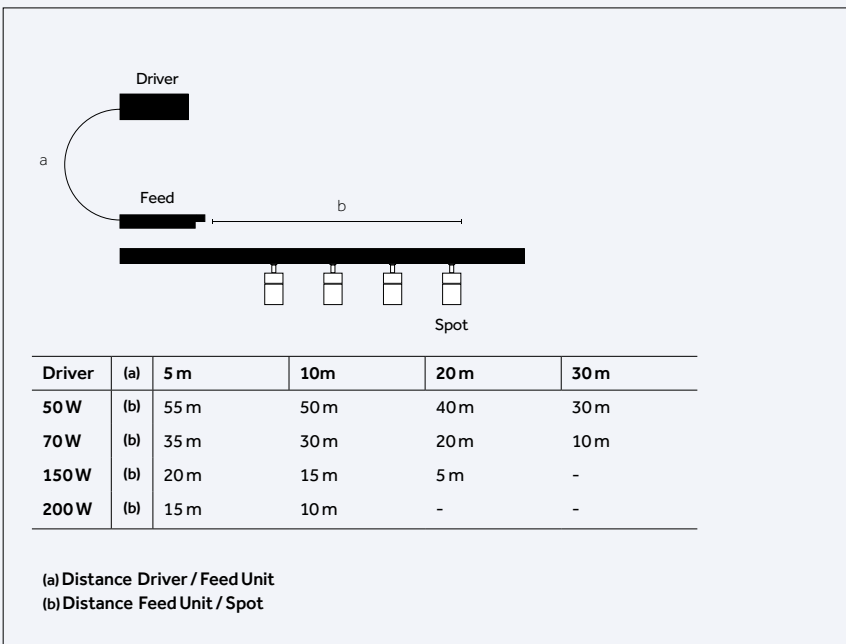 Driver
a
Feed
b
Spot
Driver (a) 5 m 10m 20 m 30 m
50 W (b) 55 m 50 m 40 m 30 m
70 W (b) 35 m 30 m 20 m 10 m
150 W (b) 20 m 15 m 5 m -
200 W (b) 15 m 10 m - -
(a) Distance Driver / Feed Unit
(b) Distance Feed Unit / Spot